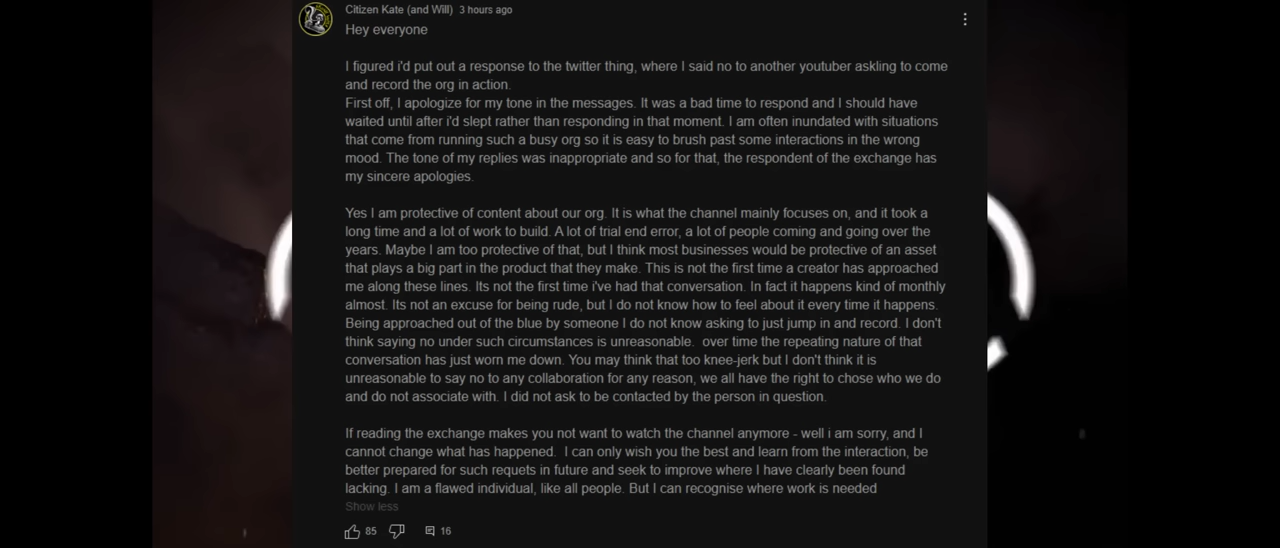 Citizen Kate (and Will) 3 hours ago
Hey everyone
I figured i'd put out a response to the twitter thing, where I said no to another youtuber askling to come
and record the org in action.
First off, I apologize for my tone in the messages. It was a bad time to respond and I should have
waited until after i'd slept rather than responding in that moment. I am often inundated with situations
that come from running such a busy org so it is easy to brush past some interactions in the wrong
mood. The tone of my replies was inappropriate and so for that, the respondent of the exchange has
my sincere apologies.
Yes I am protective of content about our org. It is what the channel mainly focuses on, and it took a
long time and a lot of work to build. A lot of trial end error, a lot of people coming and going over the
years. Maybe I am too protective of that, but I think most businesses would be protective of an asset
that plays a big part in the product that they make. This is not the first time a creator has approached
me along these lines. Its not the first time i've had that conversation. In fact it happens kind of monthly
almost. Its not an excuse for being rude, but I do not know how to feel about it every time it happens.
Being approached out of the blue by someone I do not know asking to just jump in and record. I don't
think saying no under such circumstances is unreasonable. over time the repeating nature of that
conversation has just worn me down. You may think that too knee-jerk but I don't think it is
unreasonable to say no to any collaboration for any reason, we all have the right to chose who we do
and do not associate with. I did not ask to be contacted by the person in question.
If reading the exchange makes you not want to watch the channel anymore - well i am sorry, and I
cannot change what has happened. I can only wish you the best and learn from the interaction, be
better prepared for such requets in future and seek to improve where I have clearly been found
lacking. I am a flawed individual, like all people. But I can recognise where work is needed
Show less
85 16